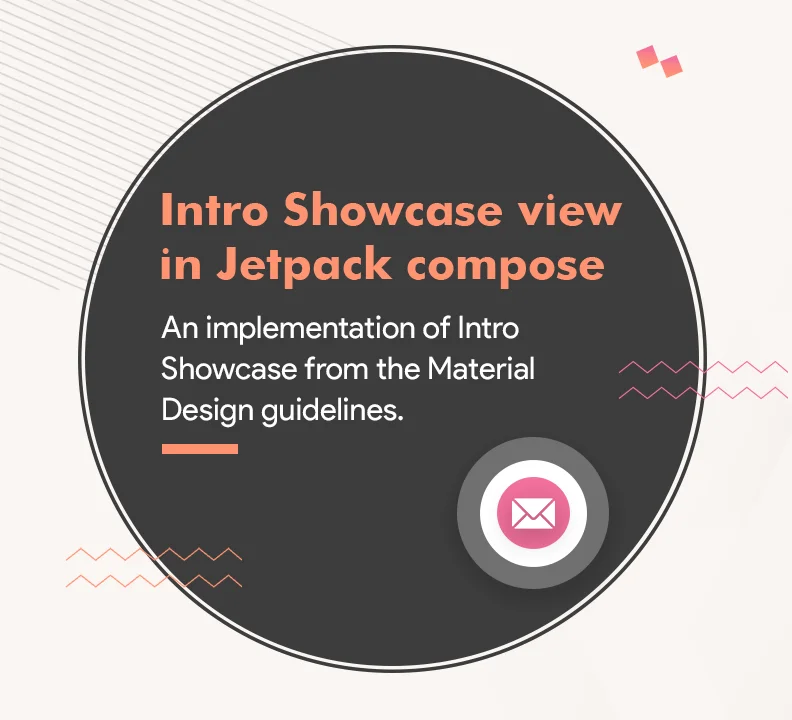 Intro Showcase view
in Jetpack compose
An implementation of Intro
Showcase from the Material
Design guidelines.